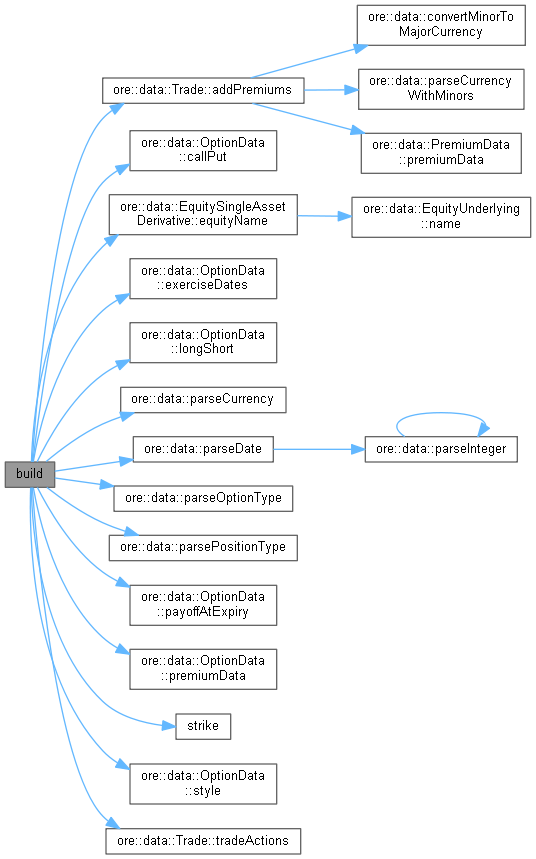 build
ore::data::Trade::addPremiums
ore::data::convertMinorTo
MajorCurrency
ore::data::parseCurrency
WithMinors
ore::data::PremiumData
::premiumData
ore::data::OptionData
::callPut
ore::data::EquitySingleAsset
Derivative::equityName
ore::data::EquityUnderlying
::name
ore::data::OptionData
::exerciseDates
ore::data::OptionData
::longShort
ore::data::parseCurrency
ore::data::parseDate
ore::data::parseInteger
ore::data::parseOptionType
ore::data::parsePositionType
ore::data::OptionData
::payoffAtExpiry
ore::data::OptionData
::premiumData
strike
ore::data::OptionData
::style
ore::data::Trade::tradeActions